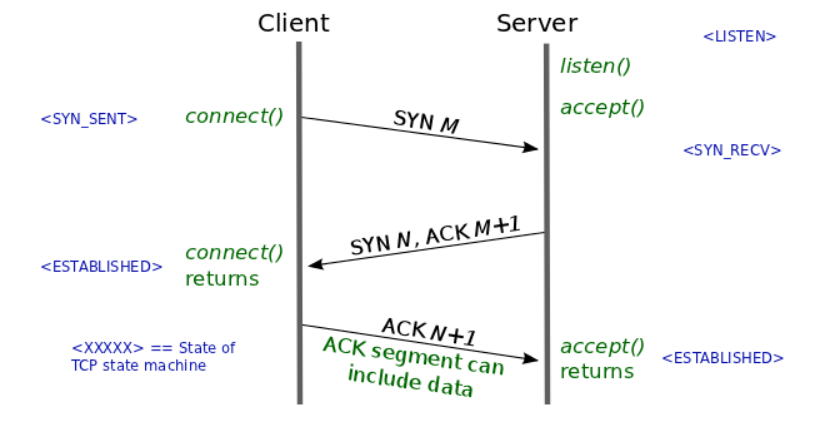 Client
Server
<LISTEN>
listen()
accept()
<SYN_SENT>
connect()
SYN M
<SYN_RECV>
SYN N, ACK M+1
connect()
returns
<ESTABLISHED>
ACK N+1
ACK segment can
include data
<XXXXX> == State of
TCP state machine
accept()
returns
<ESTABLISHED>